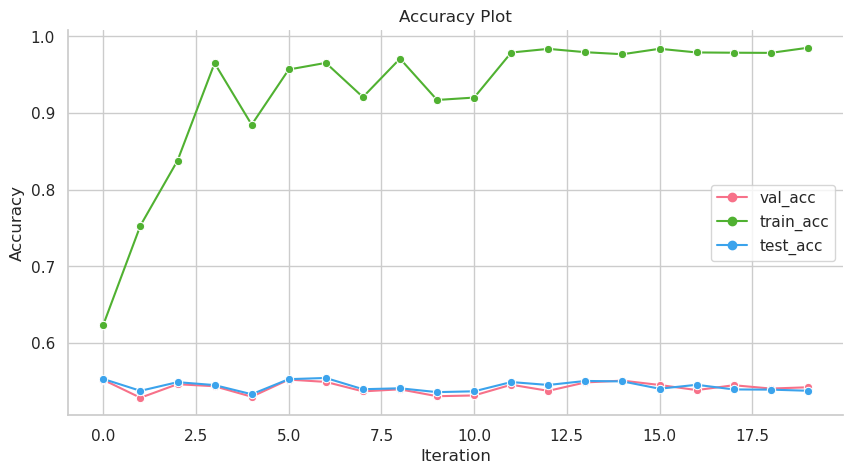 Accuracy Plot
1.0
0.9
0.8
0.7
0.6
Accuracy
val_acc
train_acc
test_acc
0.0 2.5 5.0 7.5 10.0 12.5 15.0 17.5
Iteration